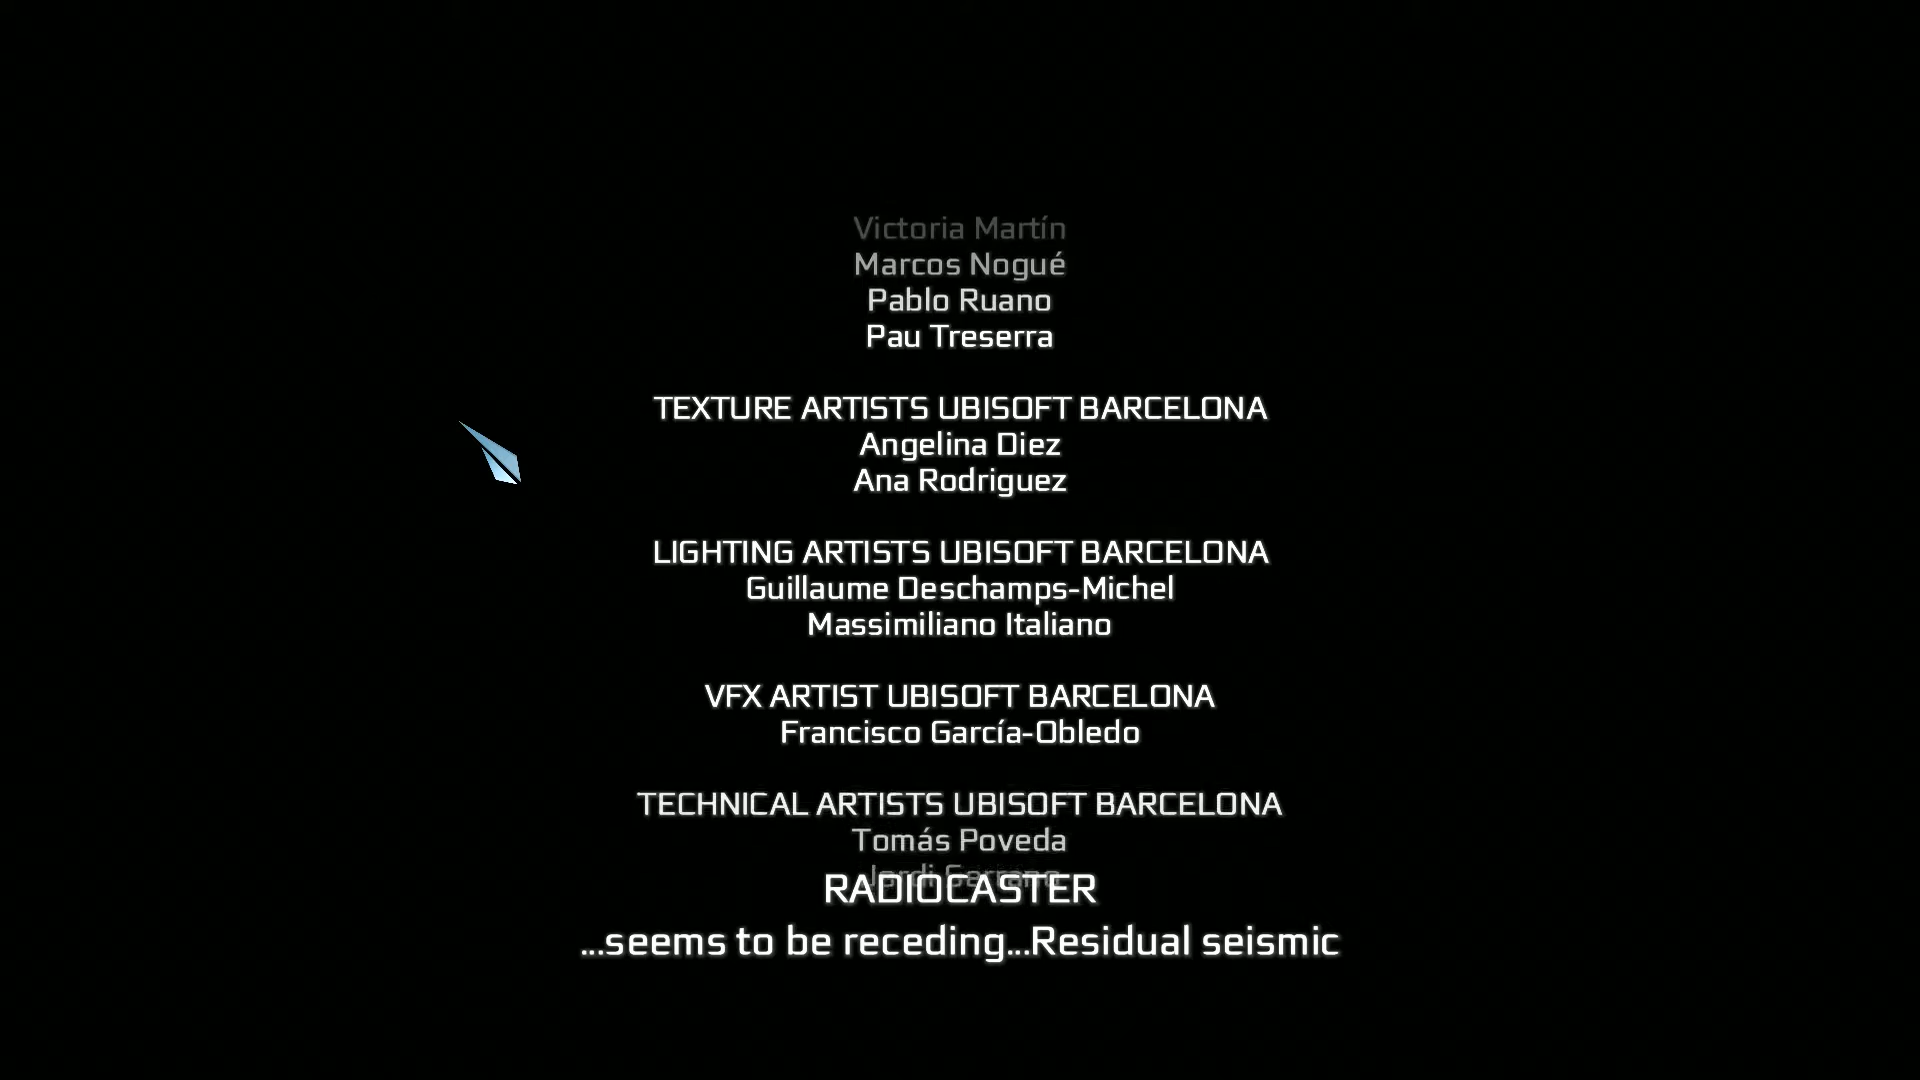 Victoria Martín
Marcos Nogué
Pablo Ruano
Pau Treserra
TEXTURE ARTISTS UBISOFT BARCELONA
Angelina Diez
Ana Rodriguez
LIGHTING ARTISTS UBISOFT BARCELONA
Guillaume Deschamps-Michel
Massimiliano Italiano
VFX ARTIST UBISOFT BARCELONA
Francisco García-Obledo
TECHNICAL ARTISTS UBISOFT BARCELONA
Tomás Poveda
Jordi Serrano
RADIOCASTER
...seems to be receding...Residual seismic